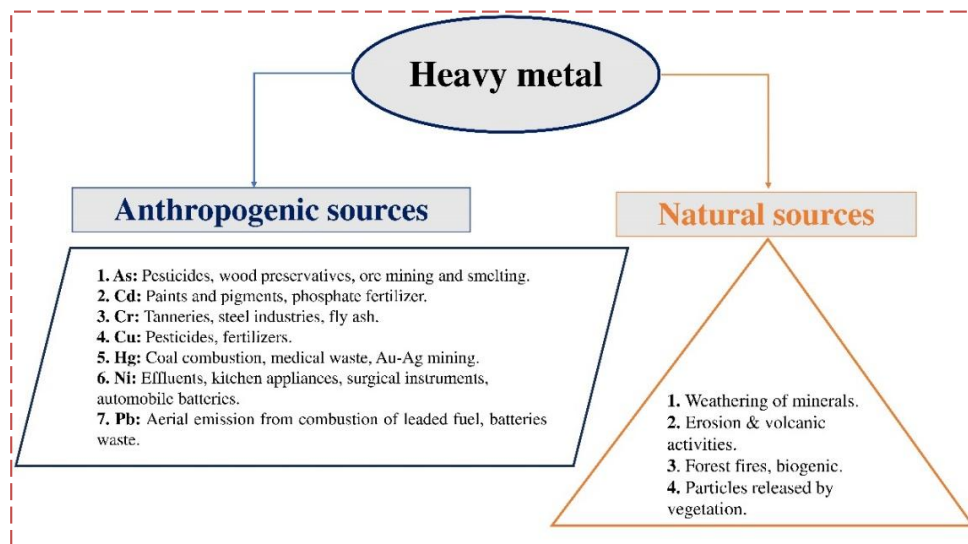 Heavy metal
Anthropogenic sources
Natural sources
1. As: Pesticides, wood preservatives, ore mining and smelting.
2. Cd: Paints and pigments, phosphate fertilizer.
3. Cr: Tanneries, steel industries, fly ash.
4. Cu: Pesticides, fertilizers.
5. Hg: Coal combustion, medical waste, Au-Ag mining.
6. Ni: Effluents, kitchen appliances, surgical instruments,
automobile batteries.
7. Pb: Aerial emission from combustion of leaded fuel, batteries
waste.
1. Weathering of minerals.
2. Erosion & volcanic
activities.
3. Forest fires, biogenic.
4. Particles released by
vegetation.